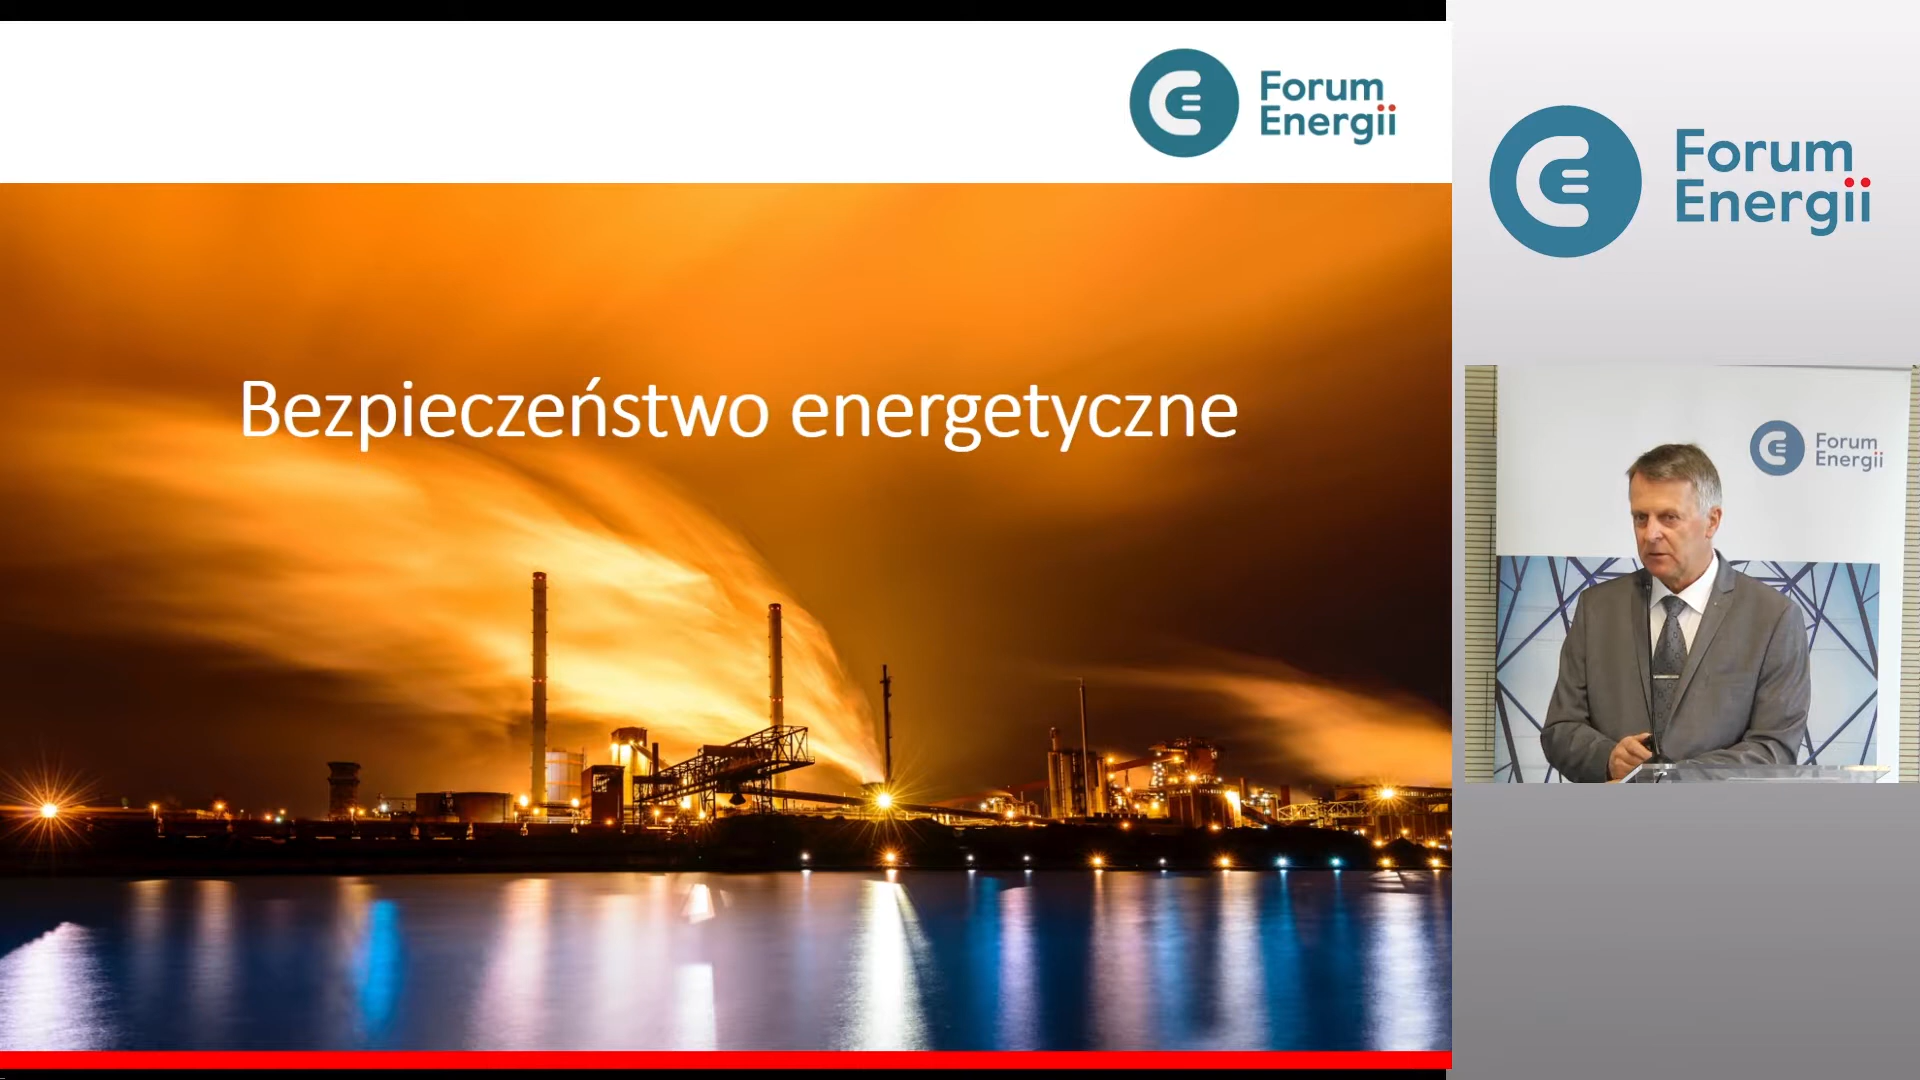 Forum
Energii
Bezpieczeństwo energetyczne
Forum
Energii
Forum
Energii